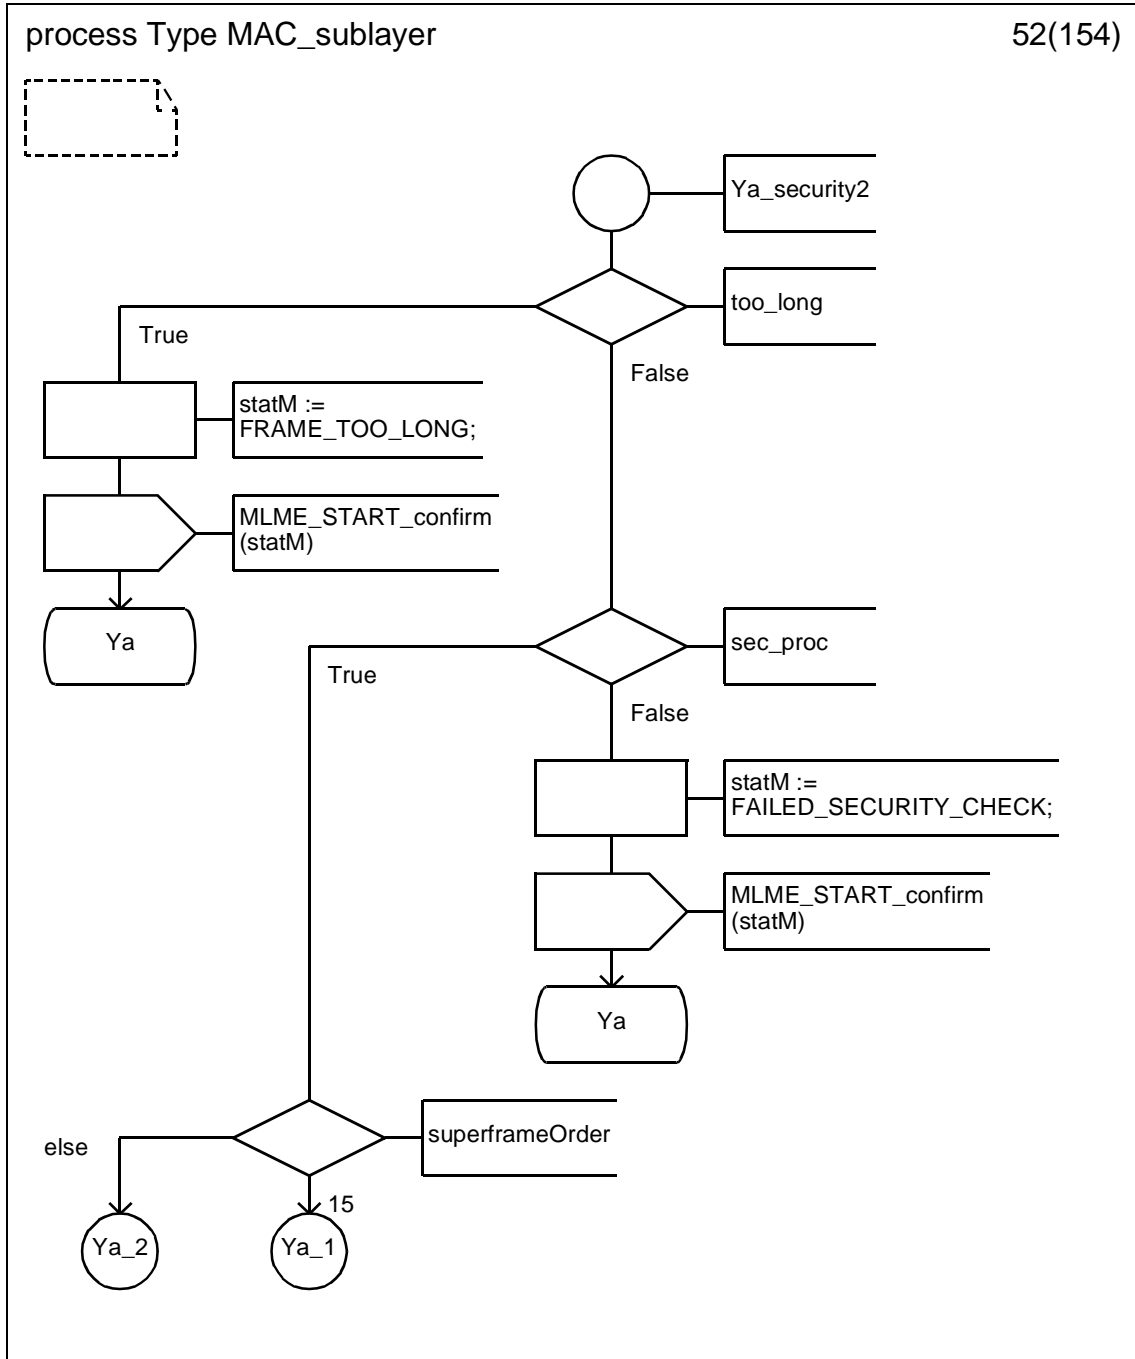 process Type MAC_sublayer
52(154)
Ya_security2
too_long
True
False
statM :=
FRAME_TOO_LONG;
MLME_START_confirm
(statM)
Ya
sec_proc
True
False
statM :=
FAILED_SECURITY_CHECK;
MLME_START_confirm
(statM)
Ya
superframeOrder
else
15
Ya_2
Ya_1